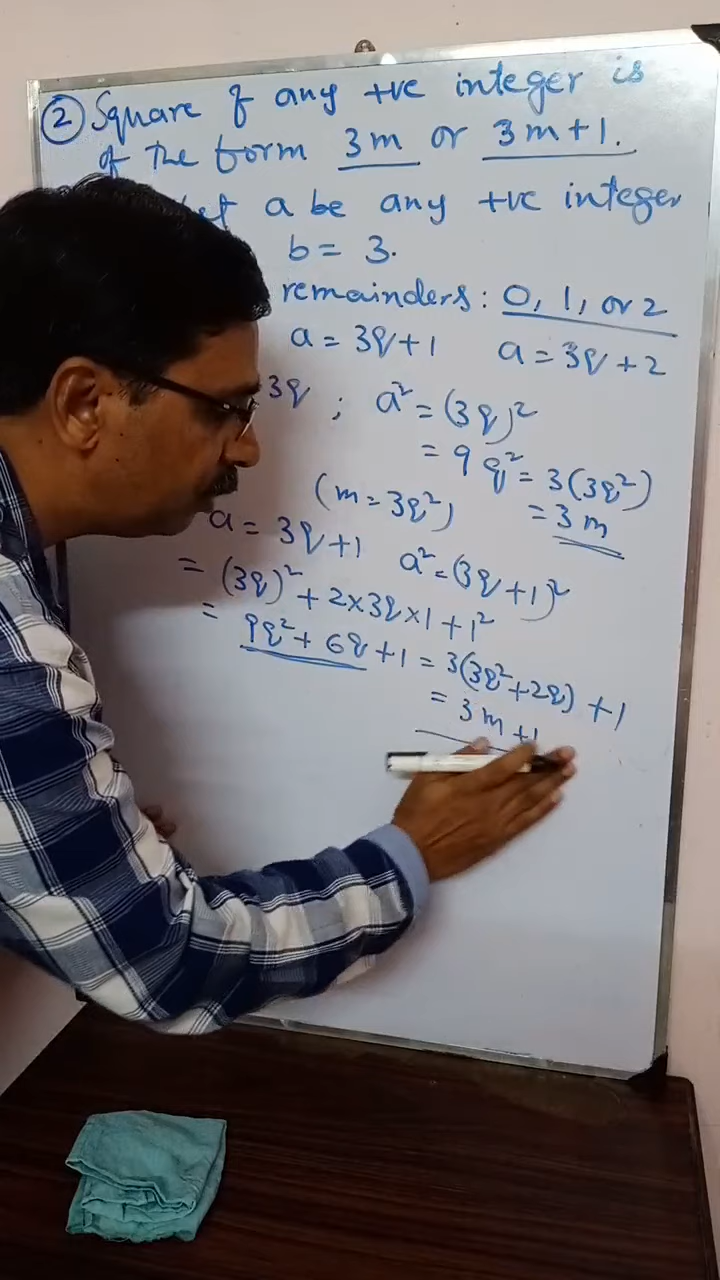 ② Square of any +ve integer is
of the form 3m or 3m+1.
a be any +ve integer
b = 3.
remainders: 0, 1, or 2
a = 3q+1 a = 3q+2
3q ; a² = (3q)²
= 9q² = 3(3q²)
(m = 3q²) = 3m
a = 3q+1 a² = (3q+1)²
= (3q)² + 2×3q×1 + 1²
= 9q² + 6q + 1 = 3(3q²+2q) + 1
= 3m+1